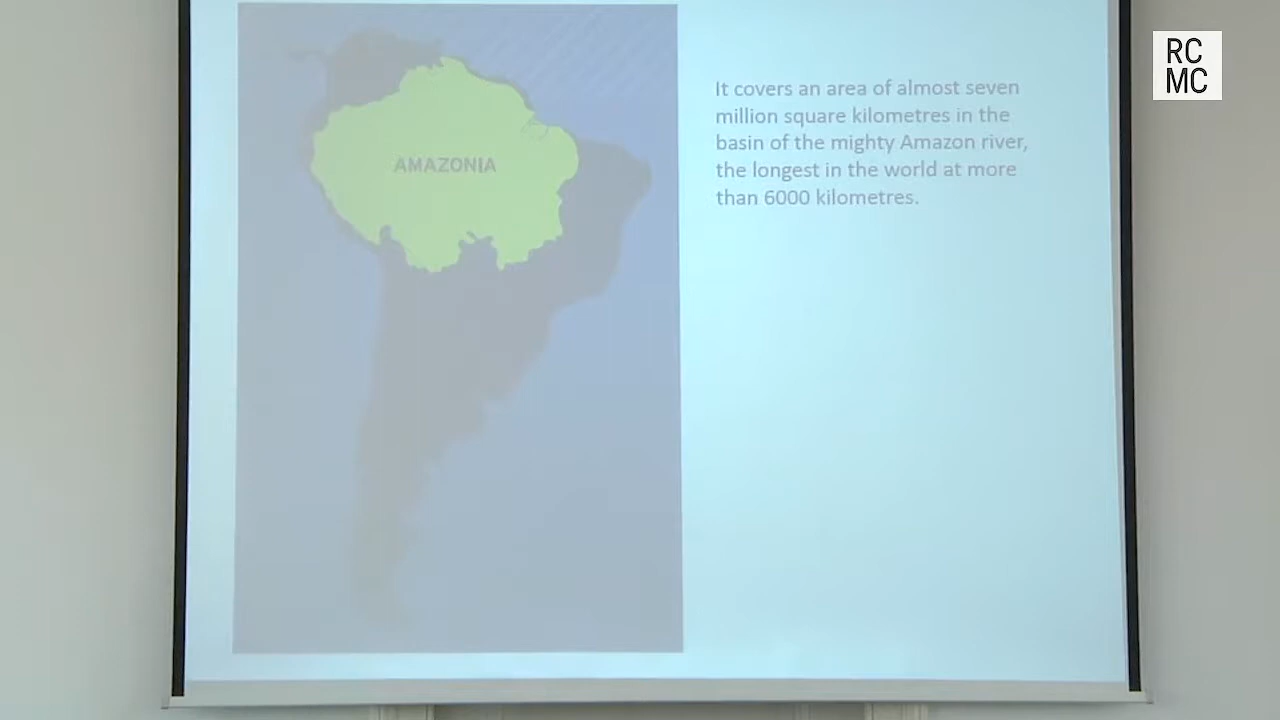 AMAZONIA
It covers an area of almost seven
million square kilometres in the
basin of the mighty Amazon river,
the longest in the world at more
than 6000 kilometres.
RC
MC